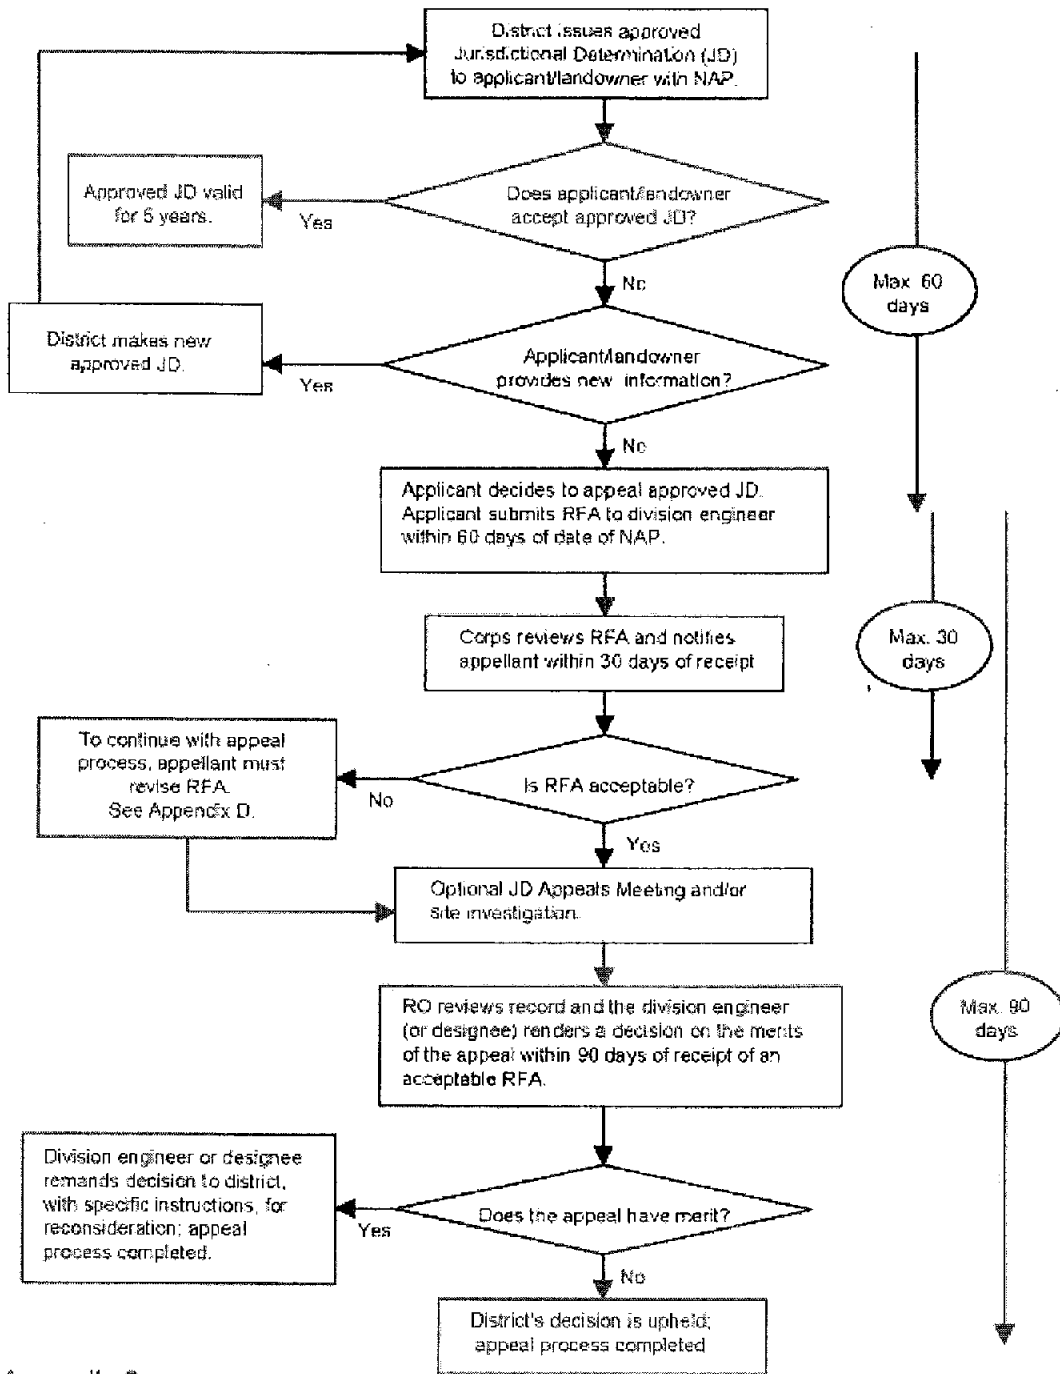 District issues approved
Jurisdictional Determination (JD)
to applicant/landowner with NAP.
Does applicant/landowner
accept approved JD?
Approved JD valid
for 5 years.
Yes
No
Max. 60
days
District makes new
approved JD.
Applicant/landowner
provides new information?
Yes
No
Applicant decides to appeal approved JD.
Applicant submits RFA to division engineer
within 60 days of date of NAP.
Corps reviews RFA and notifies
appellant within 30 days of receipt
Max. 30
days
To continue with appeal
process, appellant must
revise RFA.
See Appendix D.
Is RFA acceptable?
No
Yes
Optional JD Appeals Meeting and/or
site investigation.
RO reviews record and the division engineer
(or designee) renders a decision on the merits
of the appeal within 90 days of receipt of an
acceptable RFA.
Max. 90
days
Division engineer or designee
remands decision to district,
with specific instructions, for
reconsideration; appeal
process completed.
Does the appeal have merit?
Yes
No
District's decision is upheld;
appeal process completed